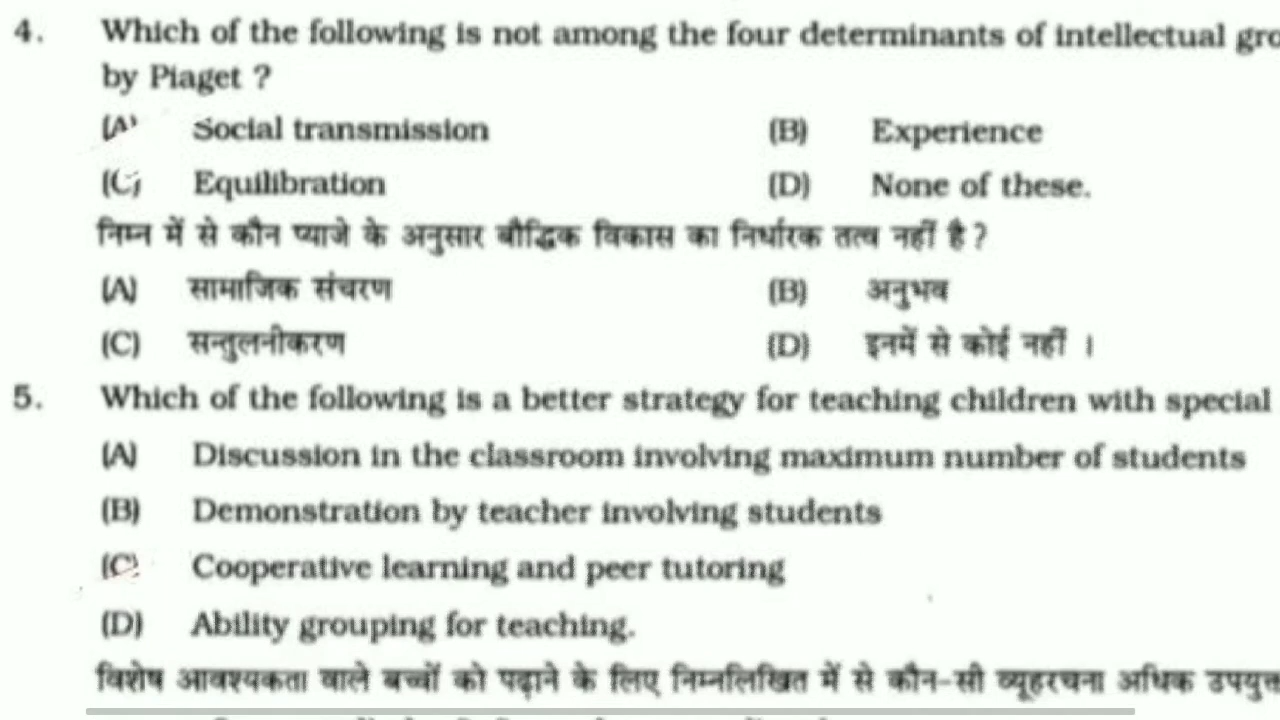 4. Which of the following is not among the four determinants of intellectual gro
by Piaget ?
(A) Social transmission (B) Experience
(C) Equilibration (D) None of these.
निम्न में से कौन प्याजे के अनुसार बौद्धिक विकास का निर्धारक तत्व नहीं है ?
(A) सामाजिक संचरण (B) अनुभव
(C) सन्तुलनीकरण (D) इनमें से कोई नहीं ।
5. Which of the following is a better strategy for teaching children with special
(A) Discussion in the classroom involving maximum number of students
(B) Demonstration by teacher involving students
(C) Cooperative learning and peer tutoring
(D) Ability grouping for teaching.
विशेष आवश्यकता वाले बच्चों को पढ़ाने के लिए निम्नलिखित में से कौन-सी व्यूहरचना अधिक उपयुक्त